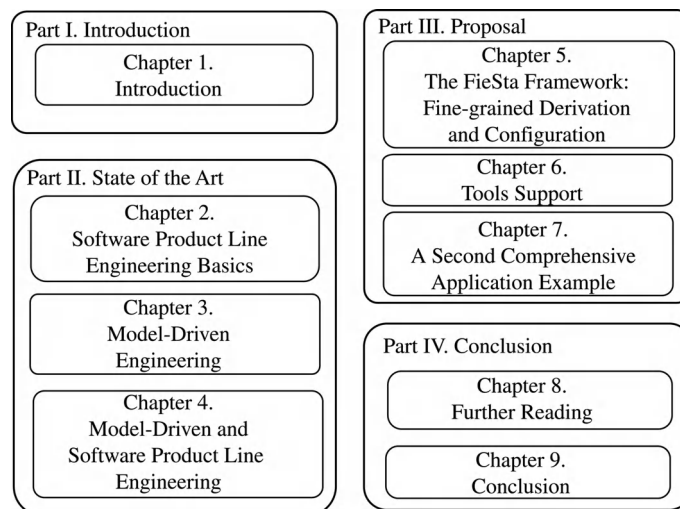 Part I. Introduction
Chapter 1.
Introduction
Part II. State of the Art
Chapter 2.
Software Product Line
Engineering Basics
Chapter 3.
Model-Driven
Engineering
Chapter 4.
Model-Driven and
Software Product Line
Engineering
Part III. Proposal
Chapter 5.
The FieSta Framework:
Fine-grained Derivation
and Configuration
Chapter 6.
Tools Support
Chapter 7.
A Second Comprehensive
Application Example
Part IV. Conclusion
Chapter 8.
Further Reading
Chapter 9.
Conclusion